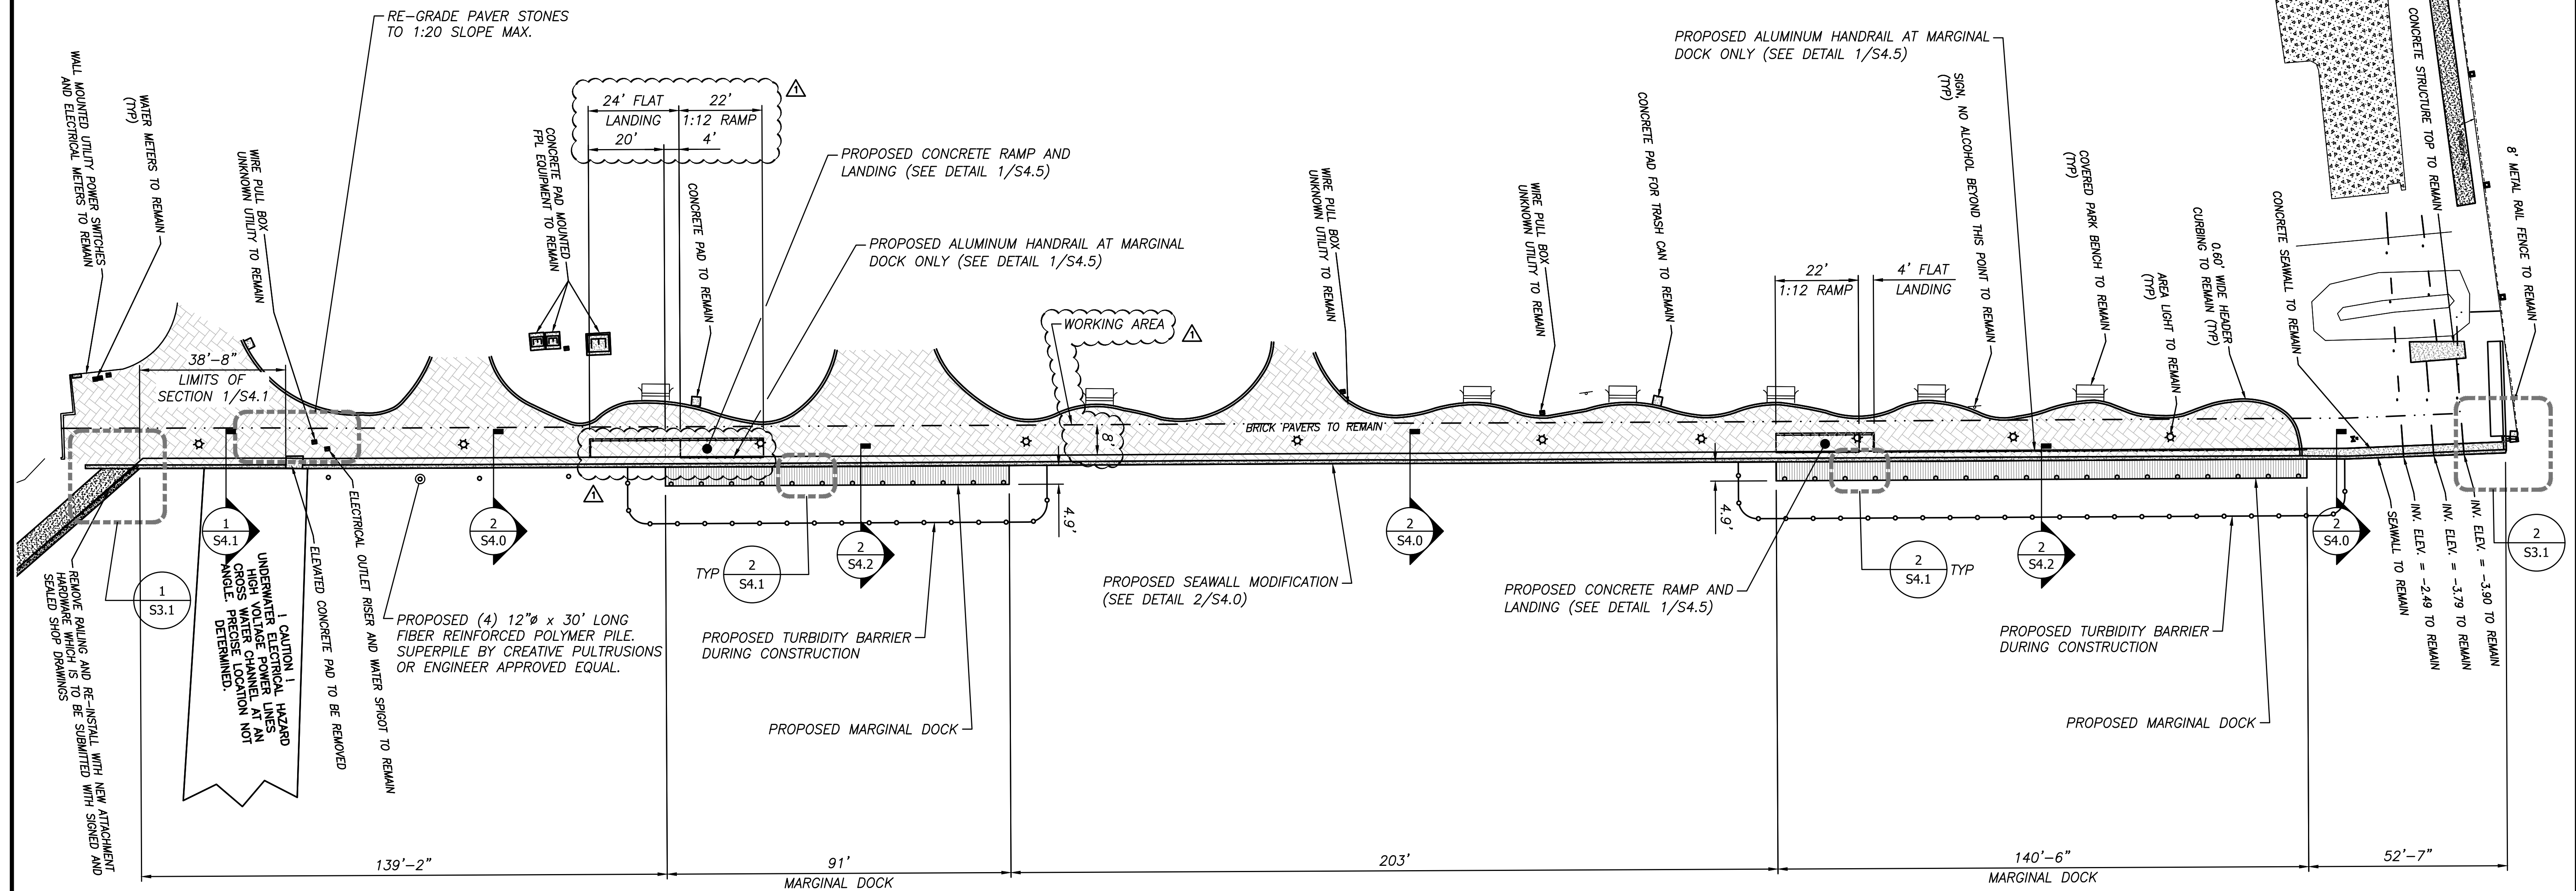 RE-GRADE PAVER STONES
TO 1:20 SLOPE MAX.
WALL MOUNTED UTILITY POWER SWITCHES
AND ELECTRICAL METERS TO REMAIN
WATER METERS TO REMAIN
(TYP)
WIRE PULL BOX
UNKNOWN UTILITY TO REMAIN
38'-8"
LIMITS OF
SECTION 1/S4.1
CONCRETE PAD MOUNTED
FPL EQUIPMENT TO REMAIN
24' FLAT
LANDING
22'
1:12 RAMP
20'
4'
1
CONCRETE PAD TO REMAIN
PROPOSED CONCRETE RAMP AND
LANDING (SEE DETAIL 1/S4.5)
PROPOSED ALUMINUM HANDRAIL AT MARGINAL
DOCK ONLY (SEE DETAIL 1/S4.5)
WORKING AREA
1
8'
WIRE PULL BOX
UNKNOWN UTILITY TO REMAIN
WIRE PULL BOX
UNKNOWN UTILITY TO REMAIN
CONCRETE PAD FOR TRASH CAN TO REMAIN
PROPOSED ALUMINUM HANDRAIL AT MARGINAL
DOCK ONLY (SEE DETAIL 1/S4.5)
22'
1:12 RAMP
4' FLAT
LANDING
SIGN, NO ALCOHOL BEYOND THIS POINT TO REMAIN
(TYP)
COVERED PARK BENCH TO REMAIN
(TYP)
AREA LIGHT TO REMAIN
(TYP)
0.60' WIDE HEADER
CURBING TO REMAIN (TYP)
CONCRETE SEAWALL TO REMAIN
CONCRETE STRUCTURE TOP TO REMAIN
8' METAL RAIL FENCE TO REMAIN
BRICK PAVERS TO REMAIN
1
S3.1
1
S4.1
2
S4.0
1
TYP
2
S4.1
2
S4.2
4.9'
2
S4.0
4.9'
2
S4.1
TYP
2
S4.2
2
S4.0
2
S3.1
REMOVE RAILING AND RE-INSTALL WITH NEW ATTACHMENT
HARDWARE WHICH IS TO BE SUBMITTED WITH SIGNED AND
SEALED SHOP DRAWINGS
! CAUTION !
UNDERWATER ELECTRICAL HAZARD
HIGH VOLTAGE POWER LINES
CROSS WATER CHANNEL AT AN
ANGLE. PRECISE LOCATION NOT
DETERMINED.
ELEVATED CONCRETE PAD TO BE REMOVED
ELECTRICAL OUTLET RISER AND WATER SPIGOT TO REMAIN
PROPOSED (4) 12"ø x 30' LONG
FIBER REINFORCED POLYMER PILE.
SUPERPILE BY CREATIVE PULTRUSIONS
OR ENGINEER APPROVED EQUAL.
PROPOSED TURBIDITY BARRIER
DURING CONSTRUCTION
PROPOSED MARGINAL DOCK
PROPOSED SEAWALL MODIFICATION
(SEE DETAIL 2/S4.0)
PROPOSED CONCRETE RAMP AND
LANDING (SEE DETAIL 1/S4.5)
PROPOSED TURBIDITY BARRIER
DURING CONSTRUCTION
PROPOSED MARGINAL DOCK
SEAWALL TO REMAIN
INV. ELEV. = -2.49 TO REMAIN
INV. ELEV. = -3.79 TO REMAIN
INV. ELEV. = -3.90 TO REMAIN
139'-2"
91'
MARGINAL DOCK
203'
140'-6"
MARGINAL DOCK
52'-7"